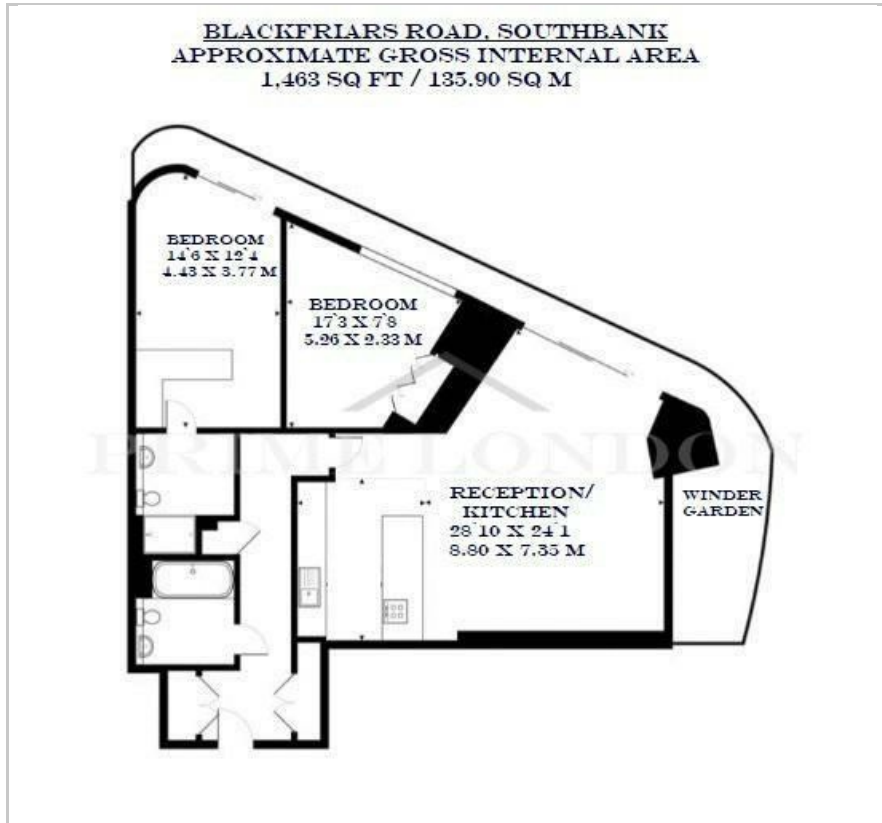 BLACKFRIARS ROAD, SOUTHBANK
APPROXIMATE GROSS INTERNAL AREA
1,463 SQ FT / 135.90 SQ M
BEDROOM
14'6 X 12'4
4.43 X 3.77 M
BEDROOM
17'3 X 7'8
5.26 X 2.33 M
PRIME LONDON
RECEPTION/
KITCHEN
28'10 X 24'1
8.80 X 7.35 M
WINDER
GARDEN